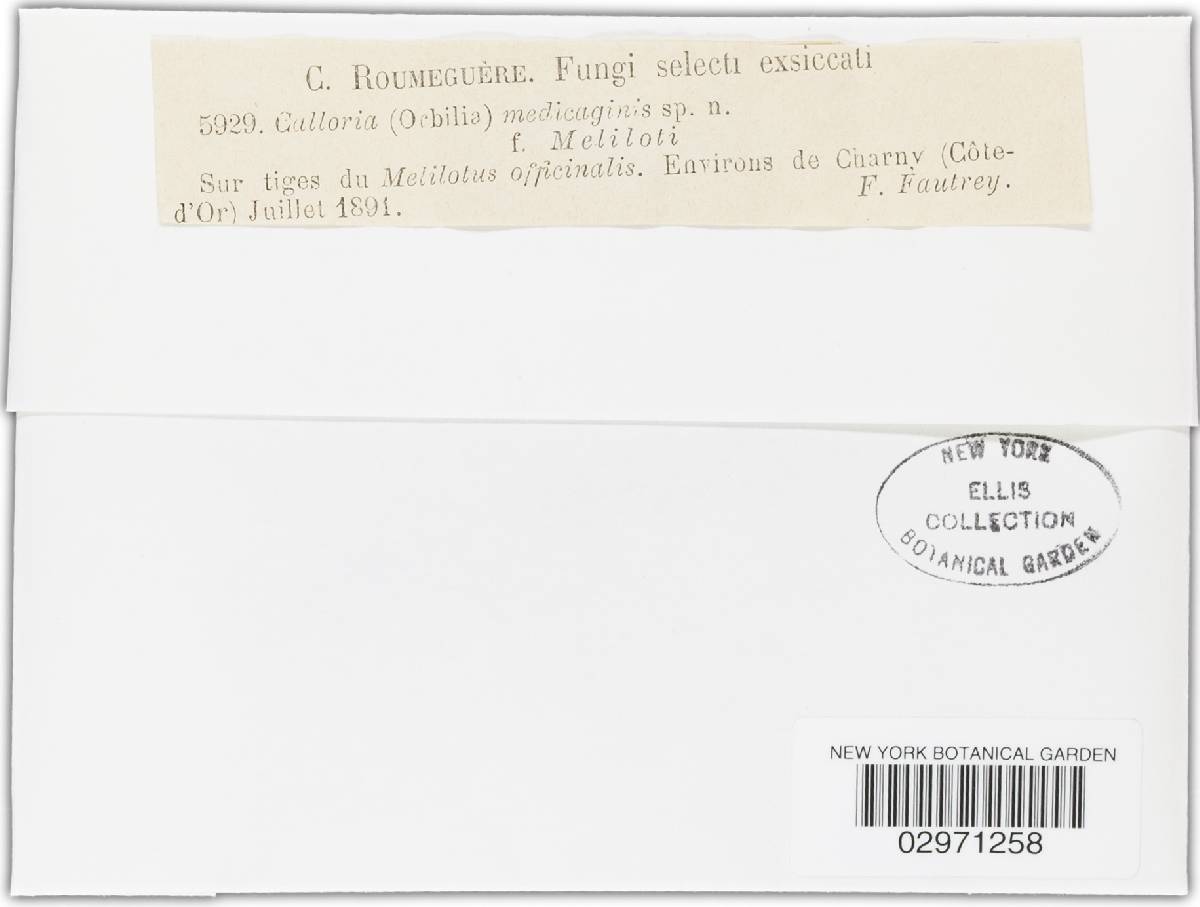 C. ROUMEGUÈRE. Fungi selecti exsiccati
5929. Calloria (Orbilia) medicaginis sp. n.
f. Meliloti
Sur tiges du Melilotus officinalis. Environs de Charny (Côte-
d'Or) Juillet 1891.
F. Fautrey.
NEW YORK
ELLIS
COLLECTION
BOTANICAL GARDEN
NEW YORK BOTANICAL GARDEN
02971258